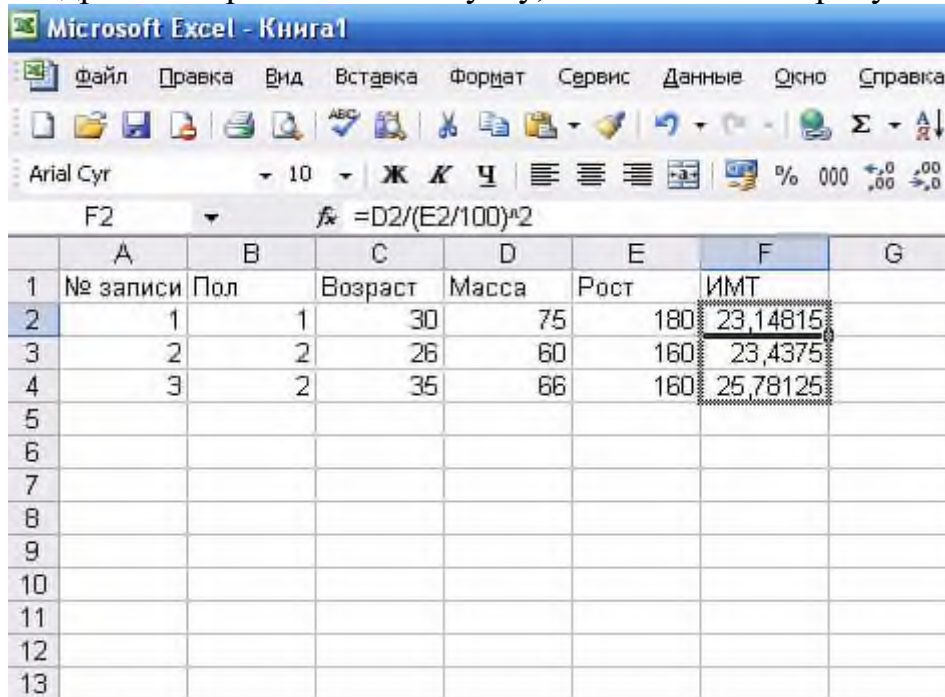 Microsoft Excel - Книга1
Файл Правка Вид Вставка Формат Сервис Данные Окно Справка
Arial Cyr 10 Ж К Ч % 000
F2 fx =D2/(E2/100)^2
A B C D E F G
1 № записи Пол Возраст Масса Рост ИМТ
2 1 1 30 75 180 23,14815
3 2 2 26 60 160 23,4375
4 3 2 35 66 160 25,78125
5
6
7
8
9
10
11
12
13